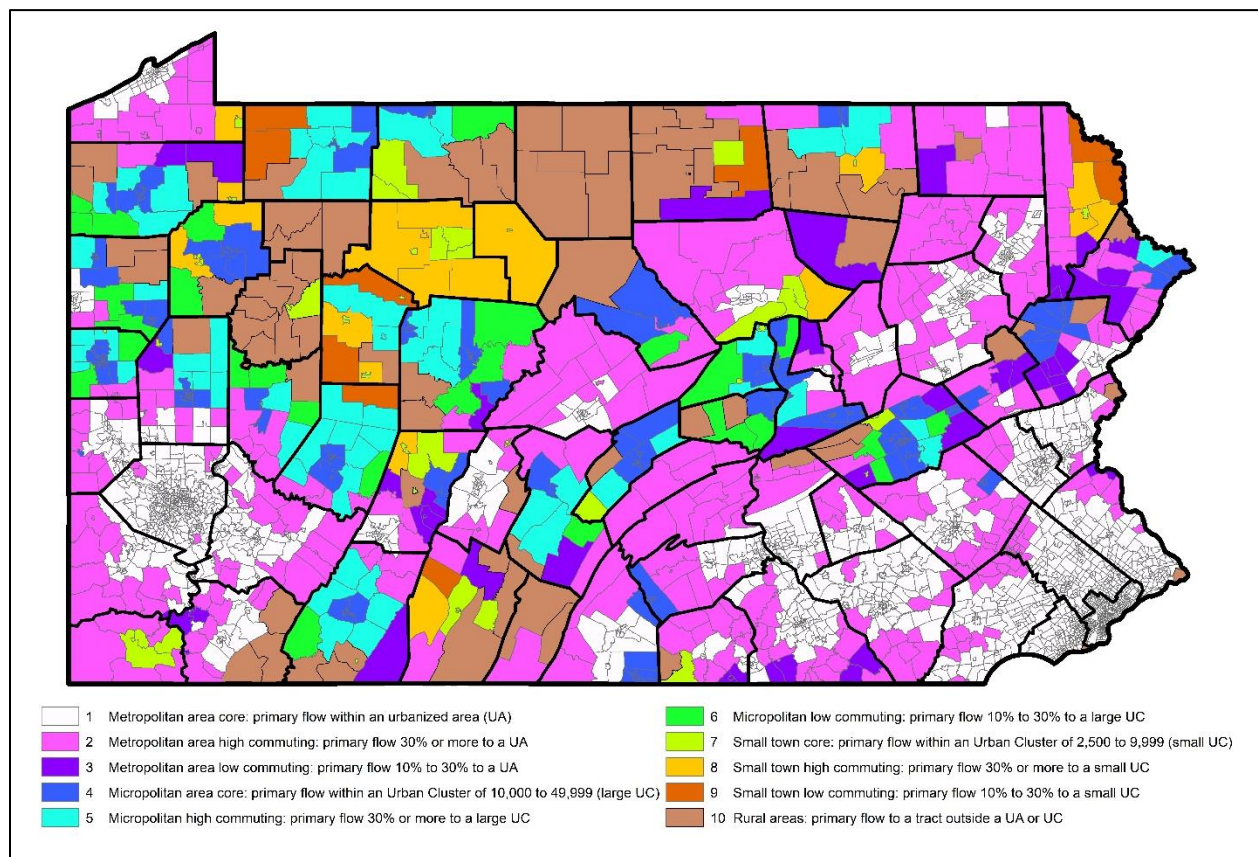 1 Metropolitan area core: primary flow within an urbanized area (UA)
2 Metropolitan area high commuting: primary flow 30% or more to a UA
3 Metropolitan area low commuting: primary flow 10% to 30% to a UA
4 Micropolitan area core: primary flow within an Urban Cluster of 10,000 to 49,999 (large UC)
5 Micropolitan high commuting: primary flow 30% or more to a large UC
6 Micropolitan low commuting: primary flow 10% to 30% to a large UC
7 Small town core: primary flow within an Urban Cluster of 2,500 to 9,999 (small UC)
8 Small town high commuting: primary flow 30% or more to a small UC
9 Small town low commuting: primary flow 10% to 30% to a small UC
10 Rural areas: primary flow to a tract outside a UA or UC